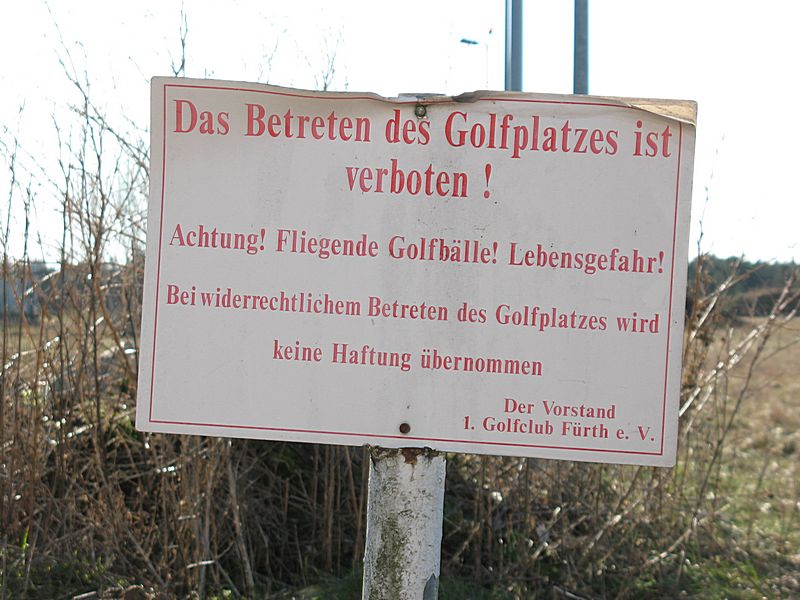 Das Betreten des Golfplatzes ist
verboten !
Achtung! Fliegende Golfbälle! Lebensgefahr!
Bei widerrechtlichem Betreten des Golfplatzes wird
keine Haftung übernommen
Der Vorstand
1. Golfclub Fürth e. V.